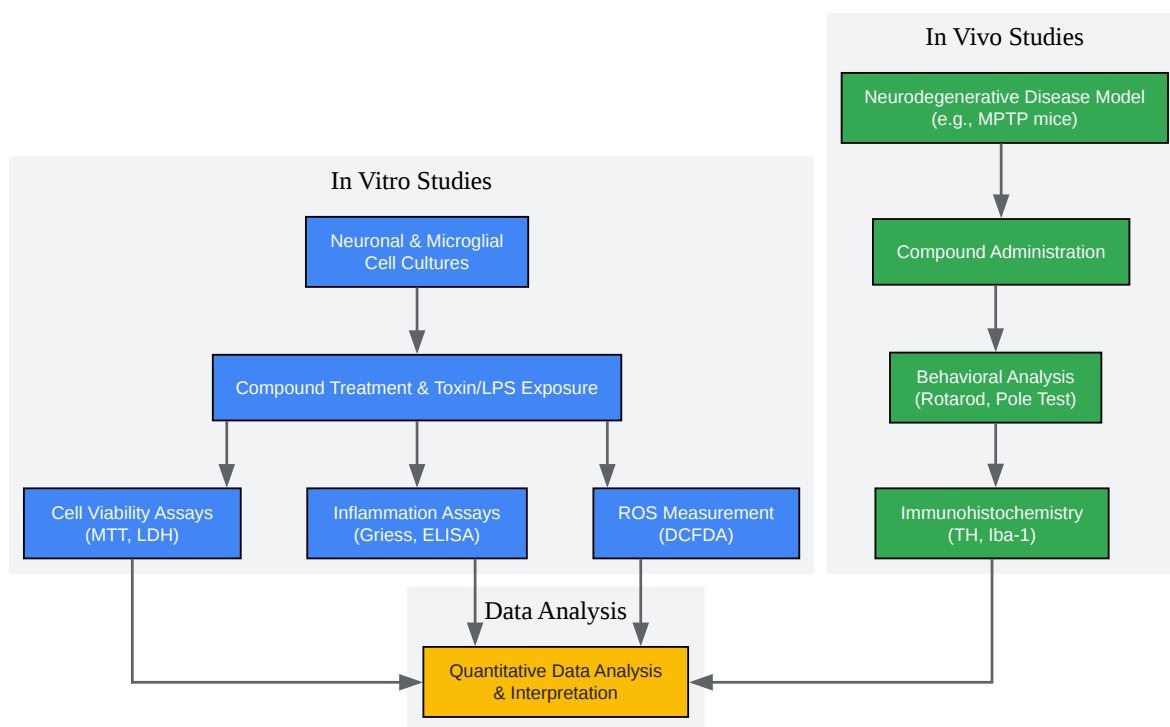 In Vivo Studies
Neurodegenerative Disease Model
(e.g., MPTP mice)
Compound Administration
Behavioral Analysis
(Rotarod, Pole Test)
Immunohistochemistry
(TH, Iba-1)
In Vitro Studies
Neuronal & Microglial
Cell Cultures
Compound Treatment & Toxin/LPS Exposure
Cell Viability Assays
(MTT, LDH)
Inflammation Assays
(Griess, ELISA)
ROS Measurement
(DCFDA)
Data Analysis
Quantitative Data Analysis
& Interpretation